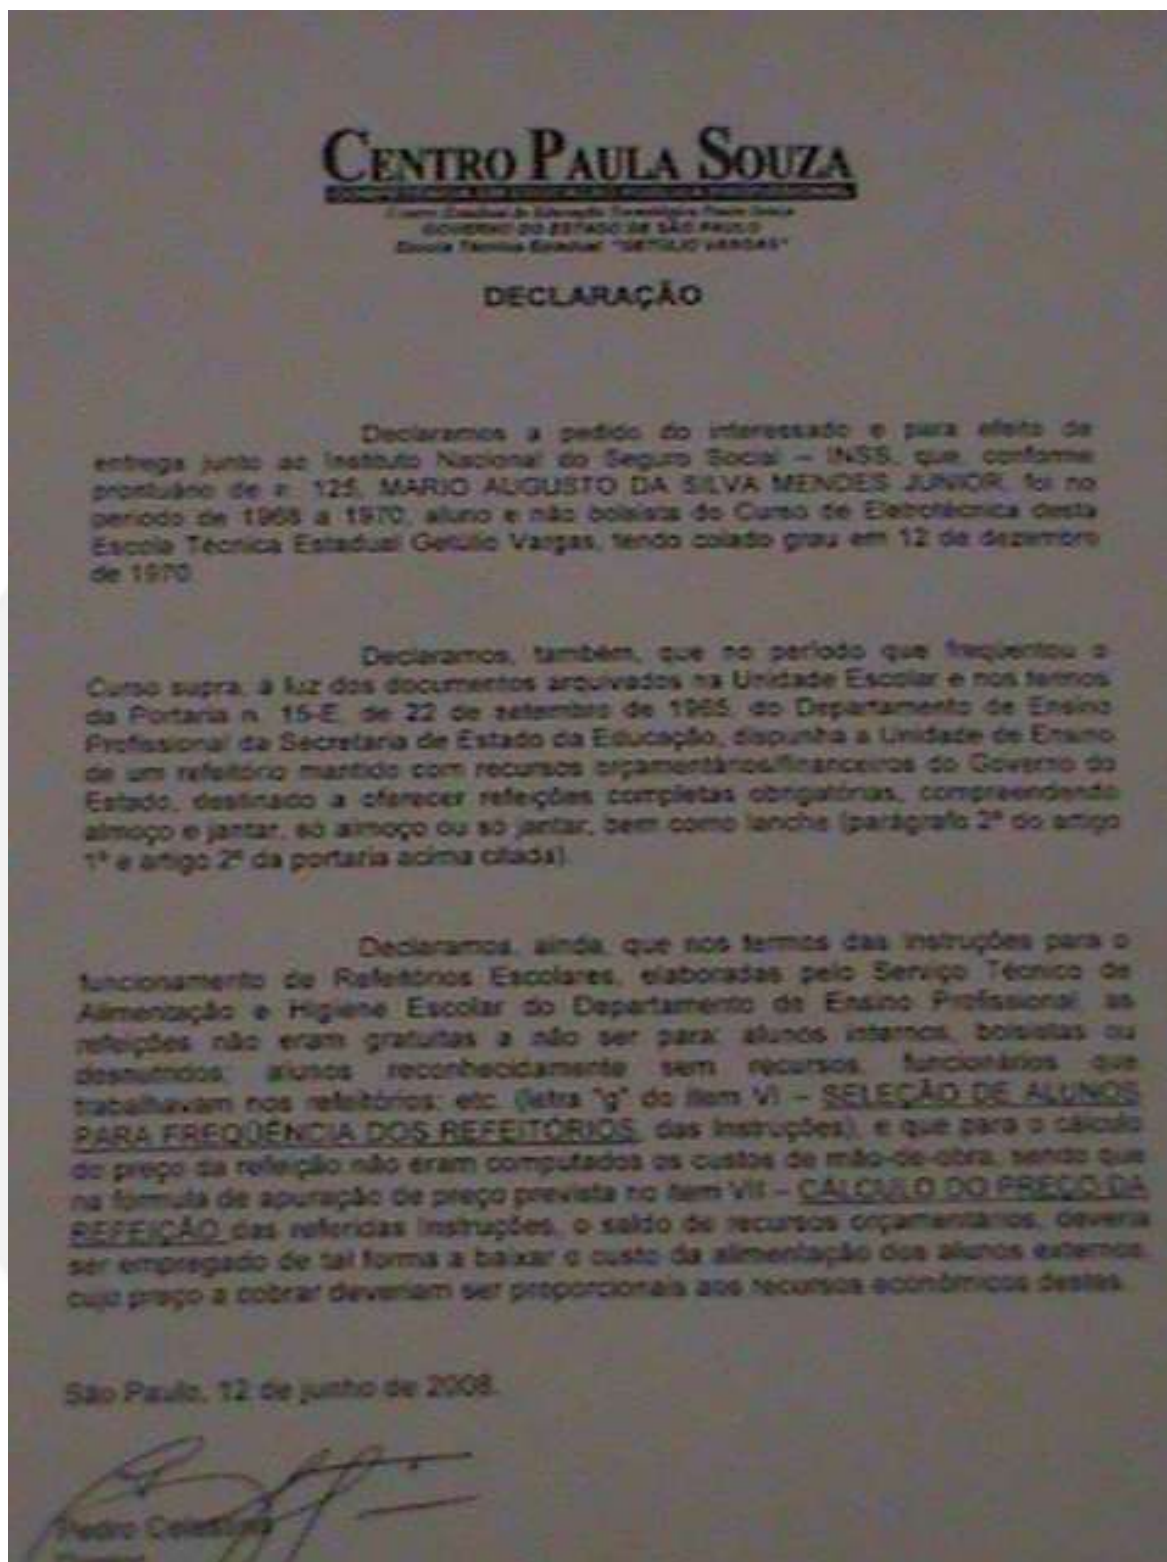 CENTRO PAULA SOUZA
GOVERNO DO ESTADO DE SÃO PAULO
Escola Técnica Estadual "GETÚLIO VARGAS"
DECLARAÇÃO
Declaramos a pedido do interessado e para efeito de
entrega junto ao Instituto Nacional do Seguro Social – INSS, que, conforme
prontuário de n. 125, MARIO AUGUSTO DA SILVA MENDES JUNIOR, foi no
período de 1968 a 1970, aluno e não bolsista do Curso de Eletrotécnica desta
Escola Técnica Estadual Getúlio Vargas, tendo colado grau em 12 de dezembro
de 1970.
Declaramos, também, que no período que freqüentou o
Curso supra, à luz dos documentos arquivados na Unidade Escolar e nos termos
da Portaria n. 15-E, de 22 de setembro de 1965, do Departamento de Ensino
Profissional da Secretaria de Estado da Educação, dispunha a Unidade de Ensino
de um refeitório mantido com recursos orçamentários/financeiros do Governo do
Estado, destinado a oferecer refeições completas obrigatórias, compreendendo
almoço e jantar, só almoço ou só jantar, bem como lanche (parágrafo 2º do artigo
1º e artigo 2º da portaria acima citada).
Declaramos, ainda, que nos termos das Instruções para o
funcionamento de Refeitórios Escolares, elaboradas pelo Serviço Técnico de
Alimentação e Higiene Escolar do Departamento de Ensino Profissional, as
refeições não eram gratuitas a não ser para: alunos internos, bolsistas ou
desnutridos, alunos reconhecidamente sem recursos, funcionários que
trabalhavam nos refeitórios; etc. (letra "g" do item VI – SELEÇÃO DE ALUNOS
PARA FREQÜÊNCIA DOS REFEITÓRIOS, das Instruções), e que para o cálculo
do preço da refeição não eram computados os custos de mão-de-obra, sendo que
na fórmula de apuração de preço prevista no item VII – CÁLCULO DO PREÇO DA
REFEIÇÃO das referidas Instruções, o saldo de recursos orçamentários, deveria
ser empregado de tal forma a baixar o custo da alimentação dos alunos externos,
cujo preço a cobrar deveriam ser proporcionais aos recursos econômicos destes.
São Paulo, 12 de junho de 2008.
Pedro